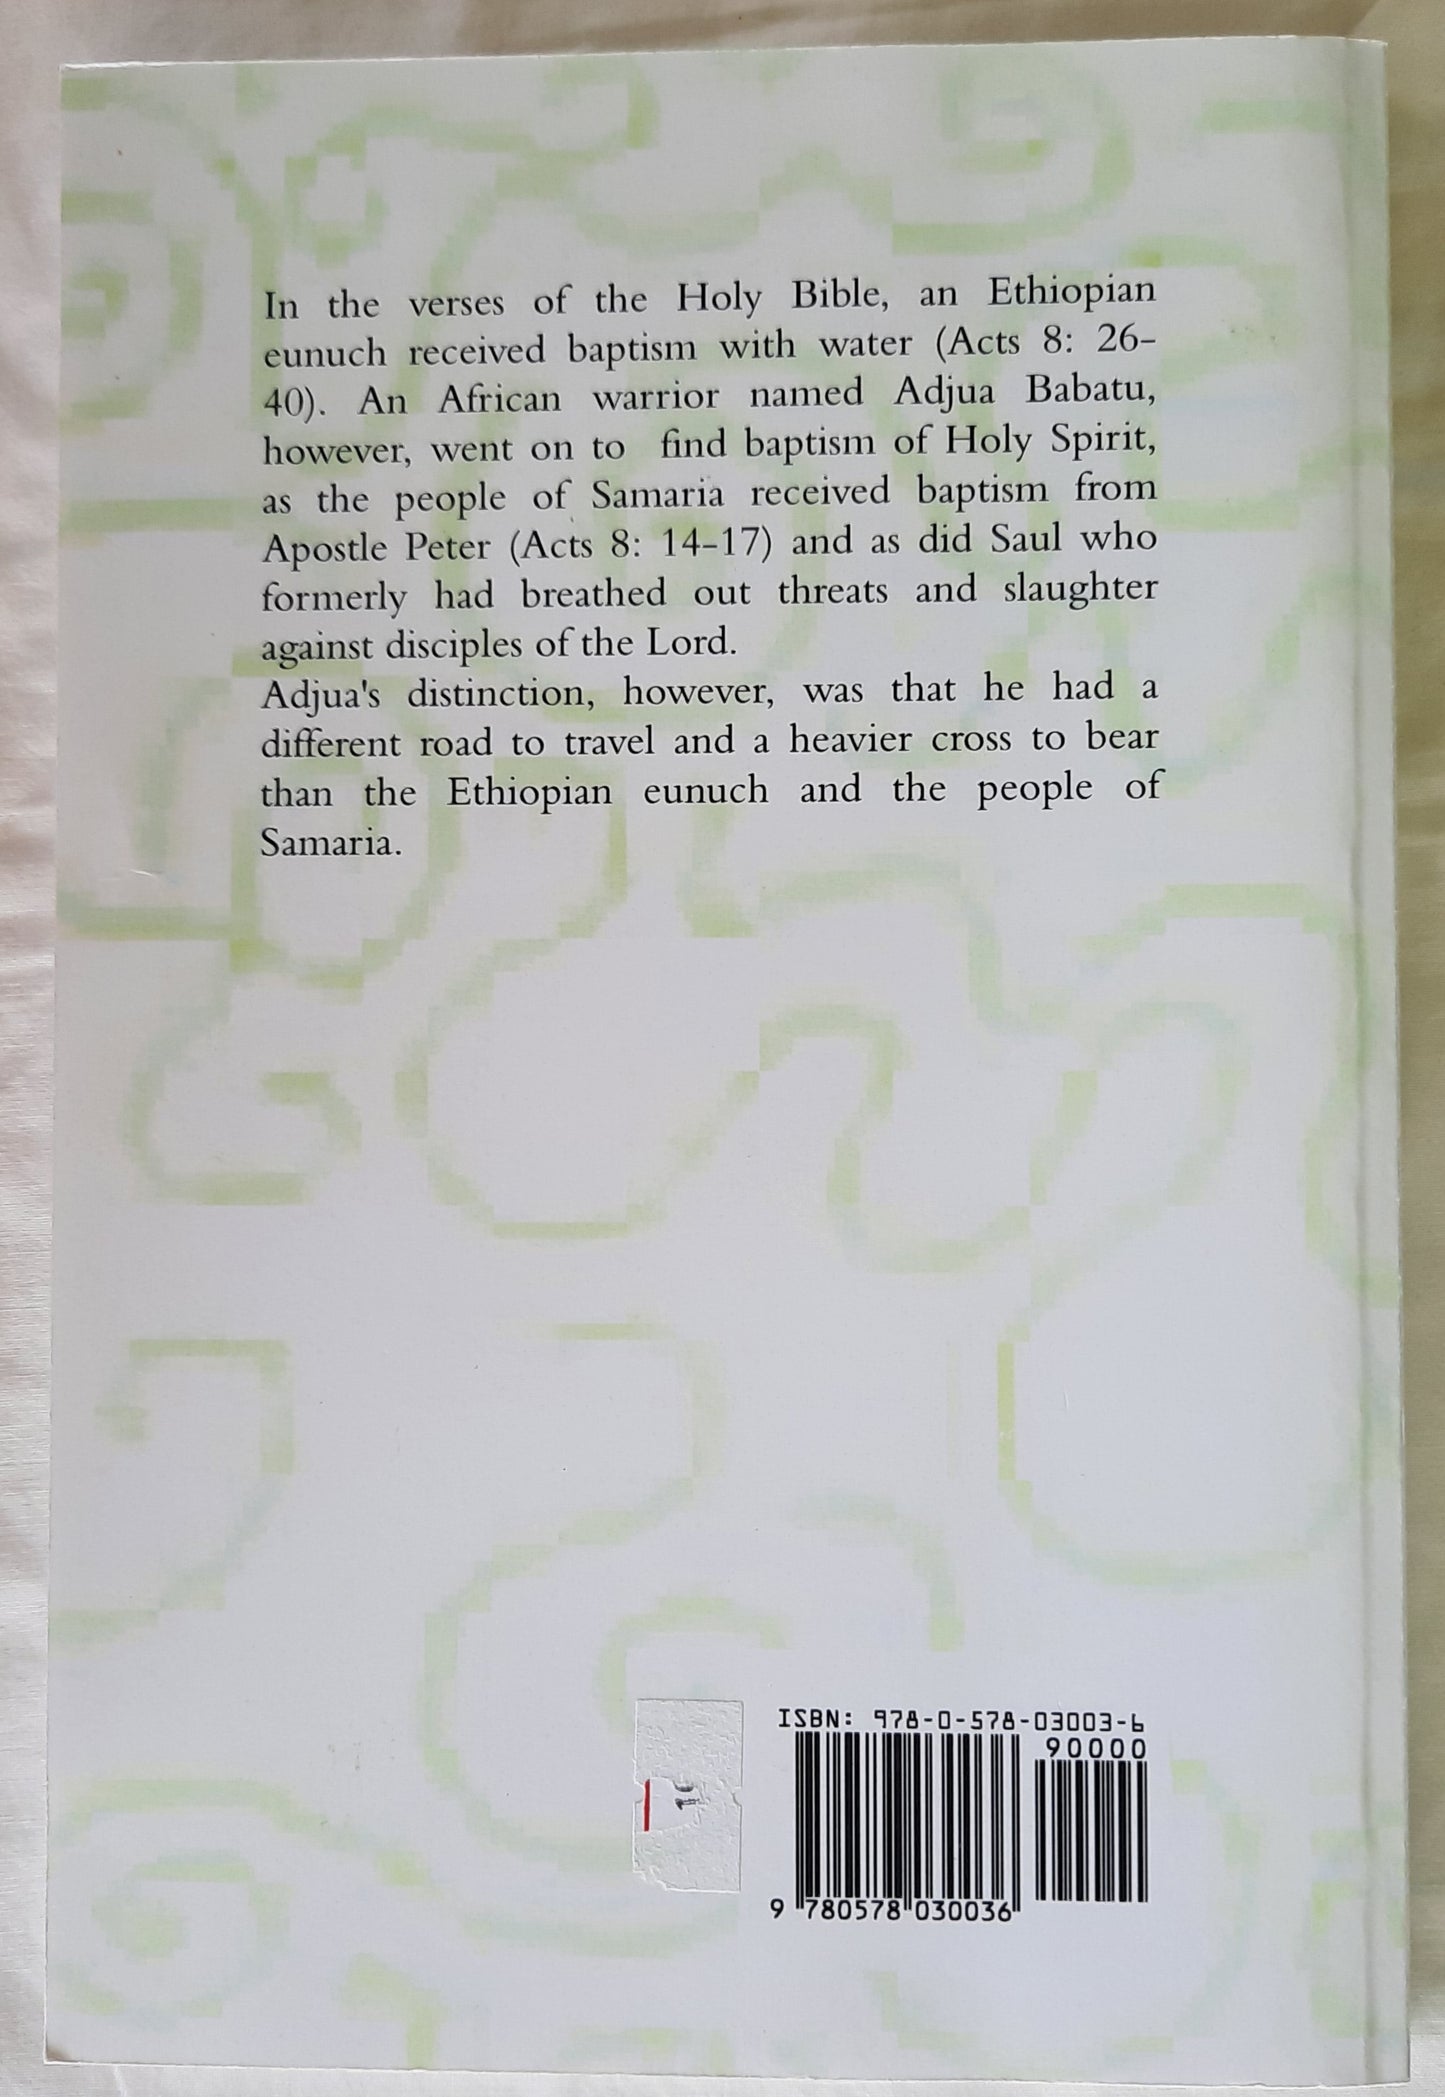 In the verses of the Holy Bible, an Ethiopian
eunuch received baptism with water (Acts 8: 26-
40). An African warrior named Adjua Babatu,
however, went on to find baptism of Holy Spirit,
as the people of Samaria received baptism from
Apostle Peter (Acts 8: 14-17) and as did Saul who
formerly had breathed out threats and slaughter
against disciples of the Lord.
Adjua's distinction, however, was that he had a
different road to travel and a heavier cross to bear
than the Ethiopian eunuch and the people of
Samaria.
ISBN: 978-0-578-03003-6
90000
9 780578 030036